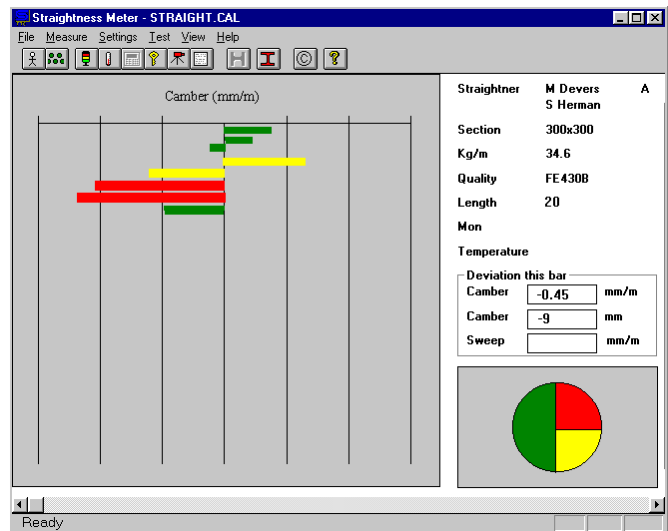 Straightness Meter - STRAIGHT.CAL
File Measure Settings Test View Help
Camber (mm/m)
Straightner M Devers A
S Herman
Section 300x300
Kg/m 34.6
Quality FE430B
Length 20
Mon
Temperature
Deviation this bar
Camber -0.45 mm/m
Camber -9 mm
Sweep mm/m
Ready